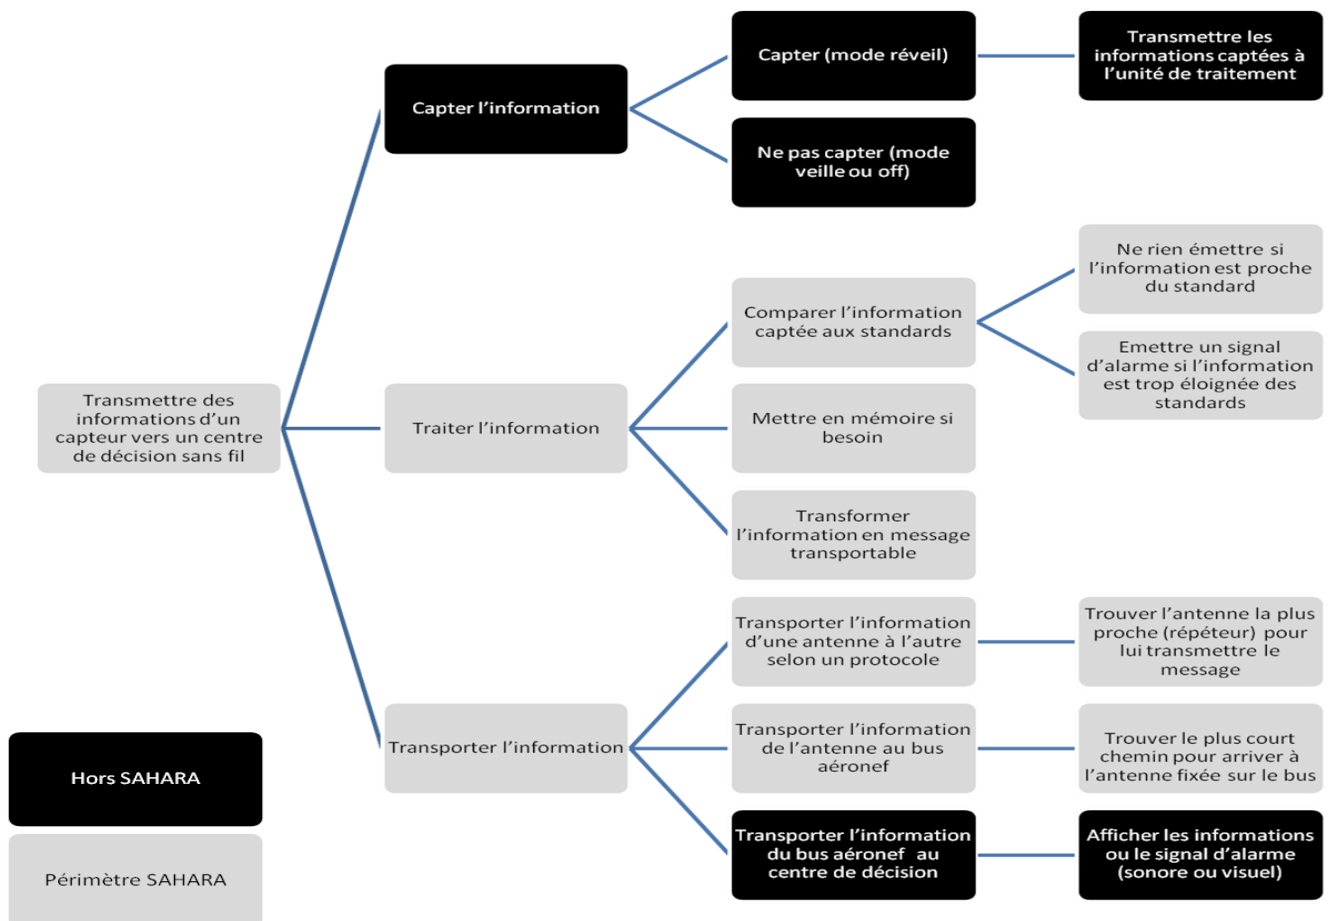 Capter (mode réveil)
Transmettre les
informations captées à
l'unité de traitement
Capter l'information
Ne pas capter (mode
veille ou off)
Ne rien émettre si
l'information est proche
du standard
Comparer l'information
captée aux standards
Emettre un signal
d'alarme si l'information
est trop éloignée des
standards
Transmettre des
informations d'un
capteur vers un centre
de décision sans fil
Traiter l'information
Mettre en mémoire si
besoin
Transformer
l'information en message
transportable
Transporter l'information
d'une antenne à l'autre
selon un protocole
Trouver l'antenne la plus
proche (répéteur) pour
lui transmettre le
message
Transporter l'information
Transporter l'information
de l'antenne au bus
aéronef
Trouver le plus court
chemin pour arriver à
l'antenne fixée sur le bus
Transporter l'information
du bus aéronef au
centre de décision
Afficher les informations
ou le signal d'alarme
(sonore ou visuel)
Hors SAHARA
Périmètre SAHARA